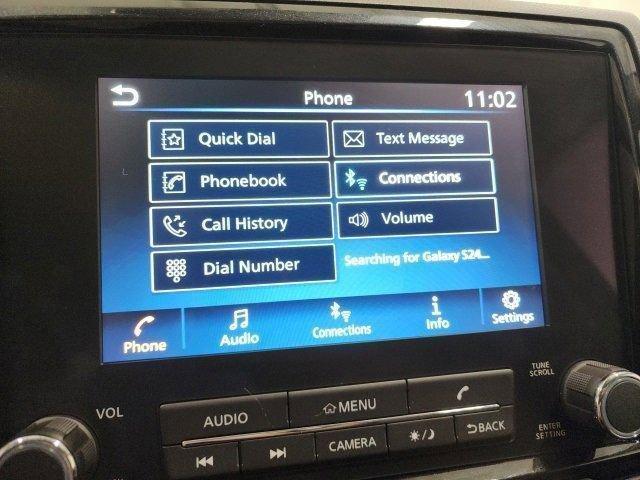 Phone
11:02
Quick Dial
Text Message
Phonebook
Connections
Call History
Volume
Dial Number
Searching for Galaxy S24...
Phone
Audio
Connections
Info
Settings
VOL
AUDIO
MENU
TUNE
SCROLL
CAMERA
BACK
ENTER
SETTING